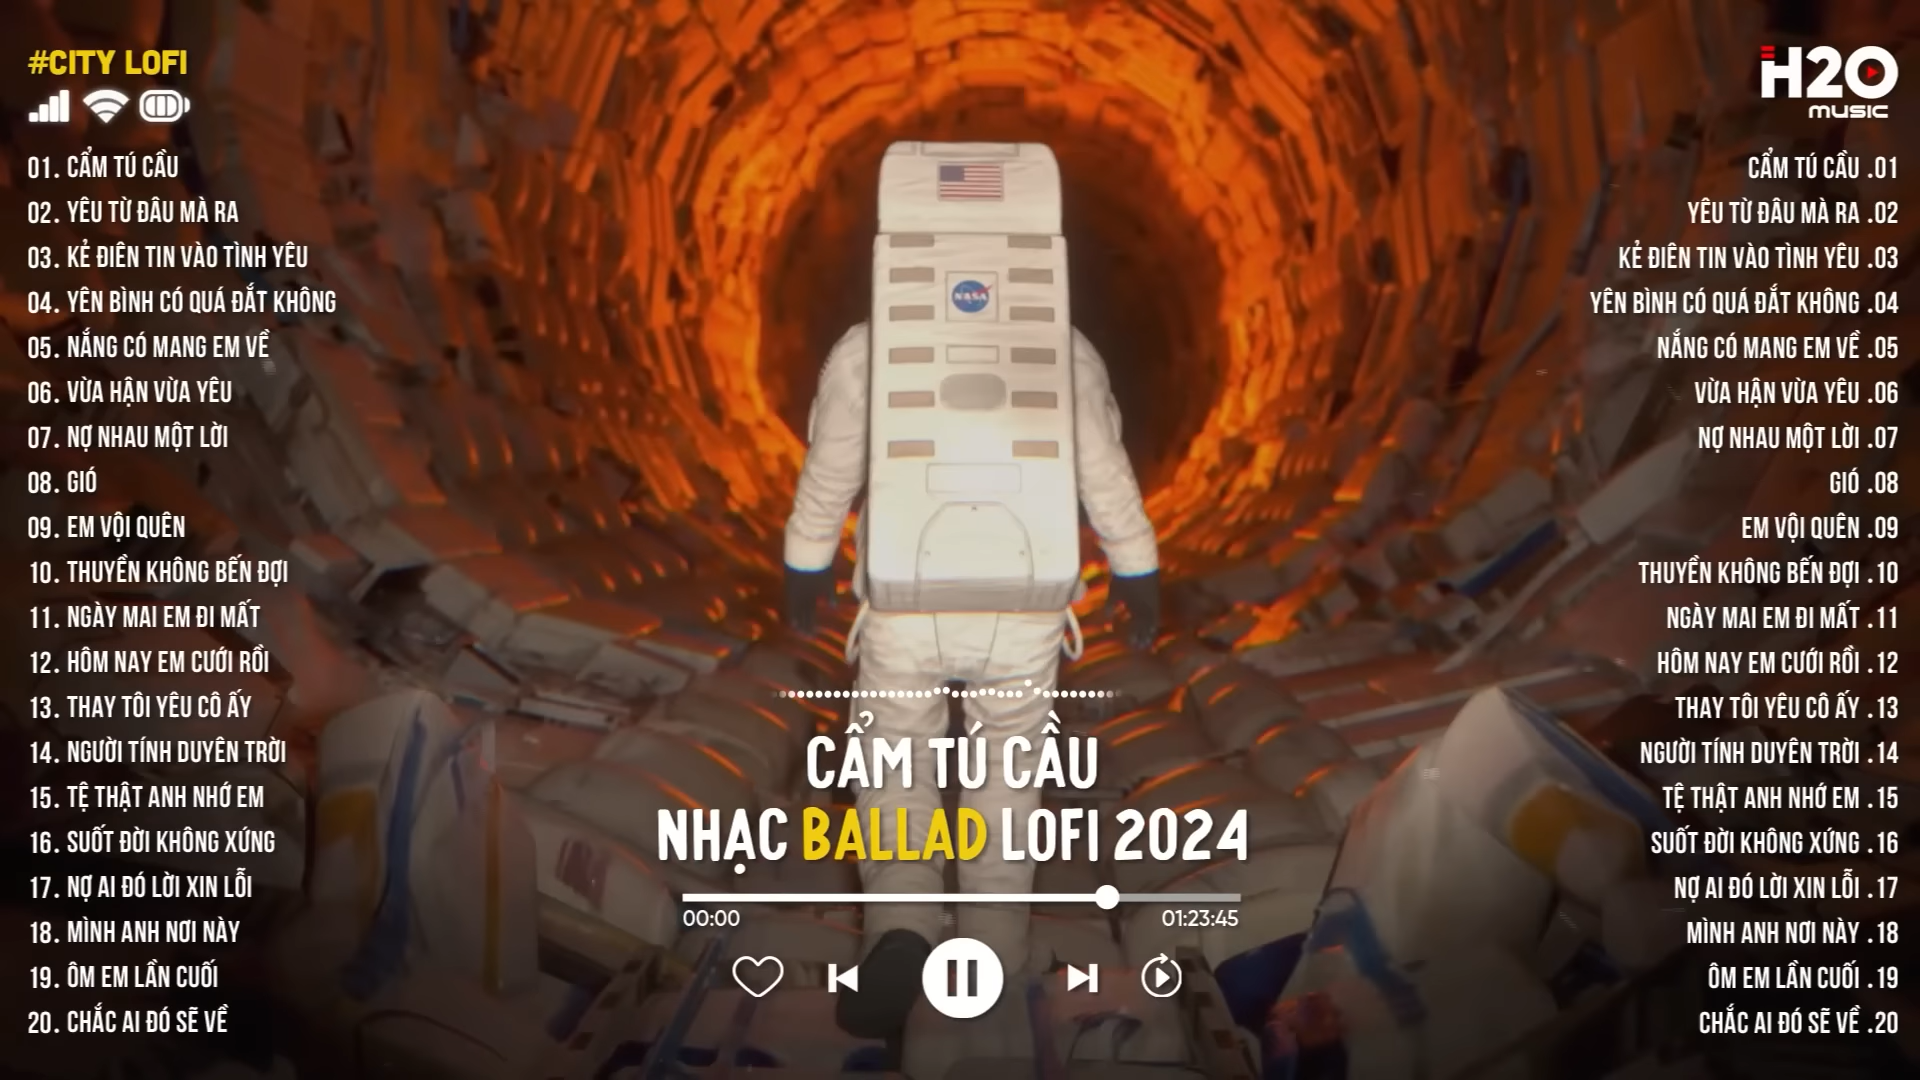 #CITY LOFI
H2O
MUSIC
01. CẨM TÚ CẦU
02. YÊU TỪ ĐÂU MÀ RA
03. KẺ ĐIÊN TIN VÀO TÌNH YÊU
04. YÊN BÌNH CÓ QUÁ ĐẮT KHÔNG
05. NẮNG CÓ MANG EM VỀ
06. VỪA HẬN VỪA YÊU
07. NỢ NHAU MỘT LỜI
08. GIÓ
09. EM VỘI QUÊN
10. THUYỀN KHÔNG BẾN ĐỢI
11. NGÀY MAI EM ĐI MẤT
12. HÔM NAY EM CƯỚI RỒI
13. THAY TÔI YÊU CÔ ẤY
14. NGƯỜI TÍNH DUYÊN TRỜI
15. TỆ THẬT ANH NHỚ EM
16. SUỐT ĐỜI KHÔNG XỨNG
17. NỢ AI ĐÓ LỜI XIN LỖI
18. MÌNH ANH NƠI NÀY
19. ÔM EM LẦN CUỐI
20. CHẮC AI ĐÓ SẼ VỀ
NASA
CẨM TÚ CẦU
NHẠC BALLAD LOFI 2024
00:00
01:23:45
CẨM TÚ CẦU .01
YÊU TỪ ĐÂU MÀ RA .02
KẺ ĐIÊN TIN VÀO TÌNH YÊU .03
YÊN BÌNH CÓ QUÁ ĐẮT KHÔNG .04
NẮNG CÓ MANG EM VỀ .05
VỪA HẬN VỪA YÊU .06
NỢ NHAU MỘT LỜI .07
GIÓ .08
EM VỘI QUÊN .09
THUYỀN KHÔNG BẾN ĐỢI .10
NGÀY MAI EM ĐI MẤT .11
HÔM NAY EM CƯỚI RỒI .12
THAY TÔI YÊU CÔ ẤY .13
NGƯỜI TÍNH DUYÊN TRỜI .14
TỆ THẬT ANH NHỚ EM .15
SUỐT ĐỜI KHÔNG XỨNG .16
NỢ AI ĐÓ LỜI XIN LỖI .17
MÌNH ANH NƠI NÀY .18
ÔM EM LẦN CUỐI .19
CHẮC AI ĐÓ SẼ VỀ .20